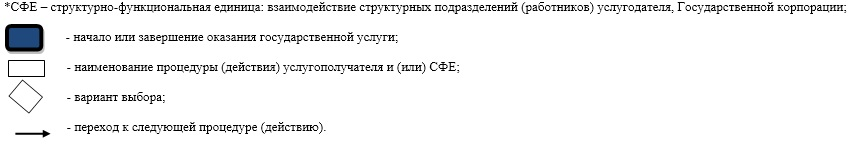 *СФЕ – структурно-функциональная единица: взаимодействие структурных подразделений (работников) услугодателя, Государственной корпорации;
- начало или завершение оказания государственной услуги;
- наименование процедуры (действия) услугополучателя и (или) СФЕ;
- вариант выбора;
- переход к следующей процедуре (действию).